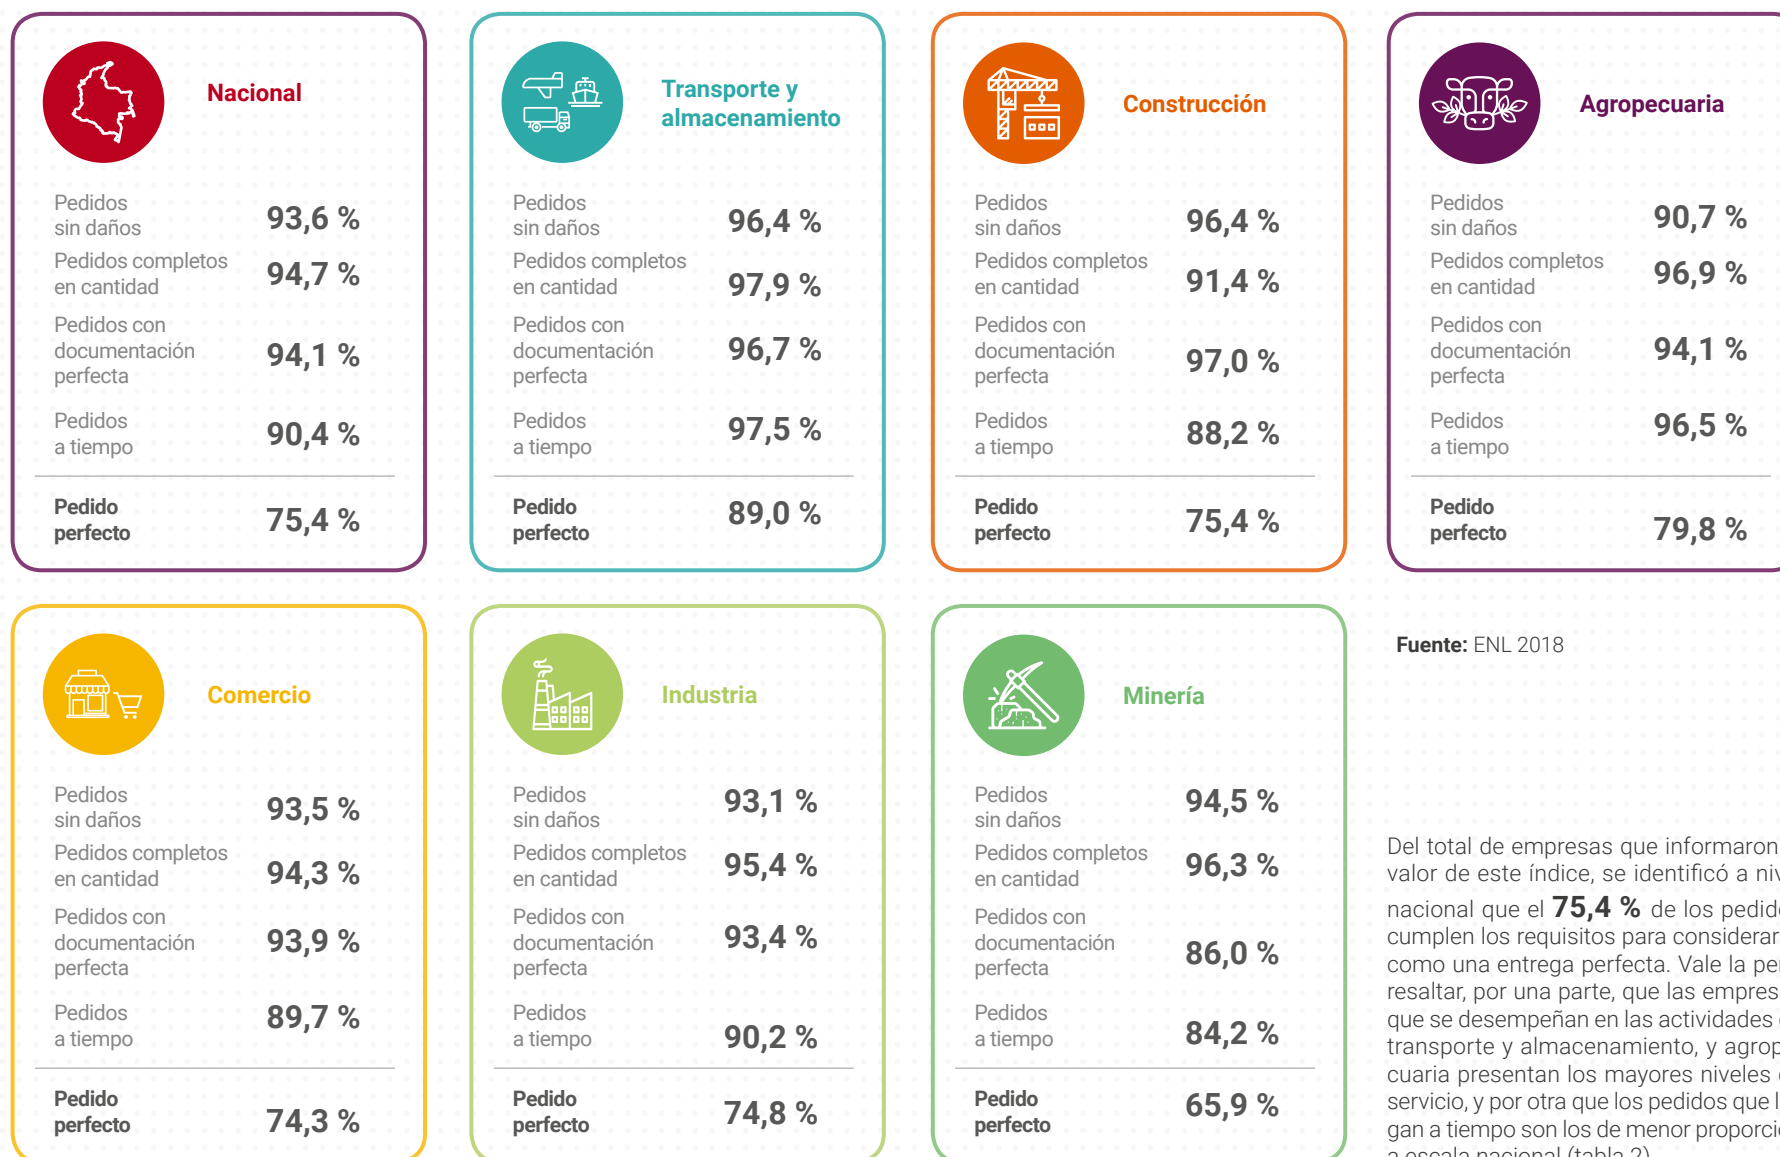 Nacional
Pedidos
sin daños
93,6 %
Pedidos completos
en cantidad
94,7 %
Pedidos con
documentación
perfecta
94,1 %
Pedidos
a tiempo
90,4 %
Pedido
perfecto
75,4 %
Transporte y
almacenamiento
Pedidos
sin daños
96,4 %
Pedidos completos
en cantidad
97,9 %
Pedidos con
documentación
perfecta
96,7 %
Pedidos
a tiempo
97,5 %
Pedido
perfecto
89,0 %
Construcción
Pedidos
sin daños
96,4 %
Pedidos completos
en cantidad
91,4 %
Pedidos con
documentación
perfecta
97,0 %
Pedidos
a tiempo
88,2 %
Pedido
perfecto
75,4 %
Agropecuaria
Pedidos
sin daños
90,7 %
Pedidos completos
en cantidad
96,9 %
Pedidos con
documentación
perfecta
94,1 %
Pedidos
a tiempo
96,5 %
Pedido
perfecto
79,8 %
Comercio
Pedidos
sin daños
93,5 %
Pedidos completos
en cantidad
94,3 %
Pedidos con
documentación
perfecta
93,9 %
Pedidos
a tiempo
89,7 %
Pedido
perfecto
74,3 %
Industria
Pedidos
sin daños
93,1 %
Pedidos completos
en cantidad
95,4 %
Pedidos con
documentación
perfecta
93,4 %
Pedidos
a tiempo
90,2 %
Pedido
perfecto
74,8 %
Minería
Pedidos
sin daños
94,5 %
Pedidos completos
en cantidad
96,3 %
Pedidos con
documentación
perfecta
86,0 %
Pedidos
a tiempo
84,2 %
Pedido
perfecto
65,9 %
Fuente: ENL 2018
Del total de empresas que informaron
valor de este índice, se identificó a
nacional que el 75,4 % de los
cumplen los requisitos para
como una entrega perfecta. Vale la
resaltar, por una parte, que las
que se desempeñan en las actividades
transporte y almacenamiento, y
cuaria presentan los mayores niveles
servicio, y por otra que los pedidos que
gan a tiempo son los de menor
a escala nacional (tabla 2)